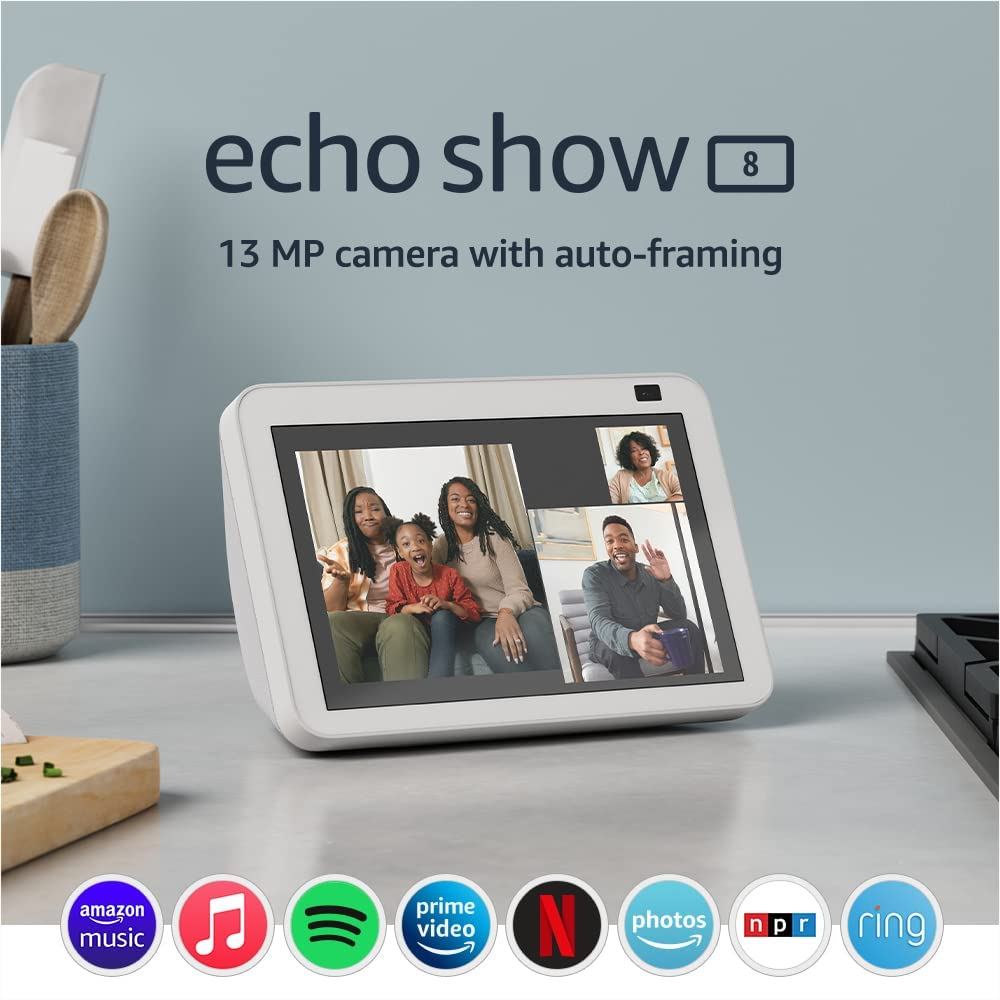 echo show 8
13 MP camera with auto-framing
amazon music
prime video
N
photos
npr
ring